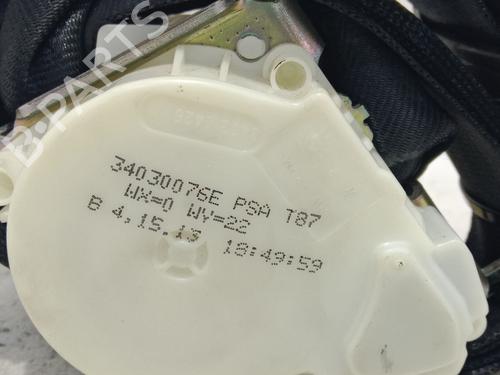 B-PARTS
34030076E PSA T87
WX=0 WY=22
B 4,15.13 18:49:59